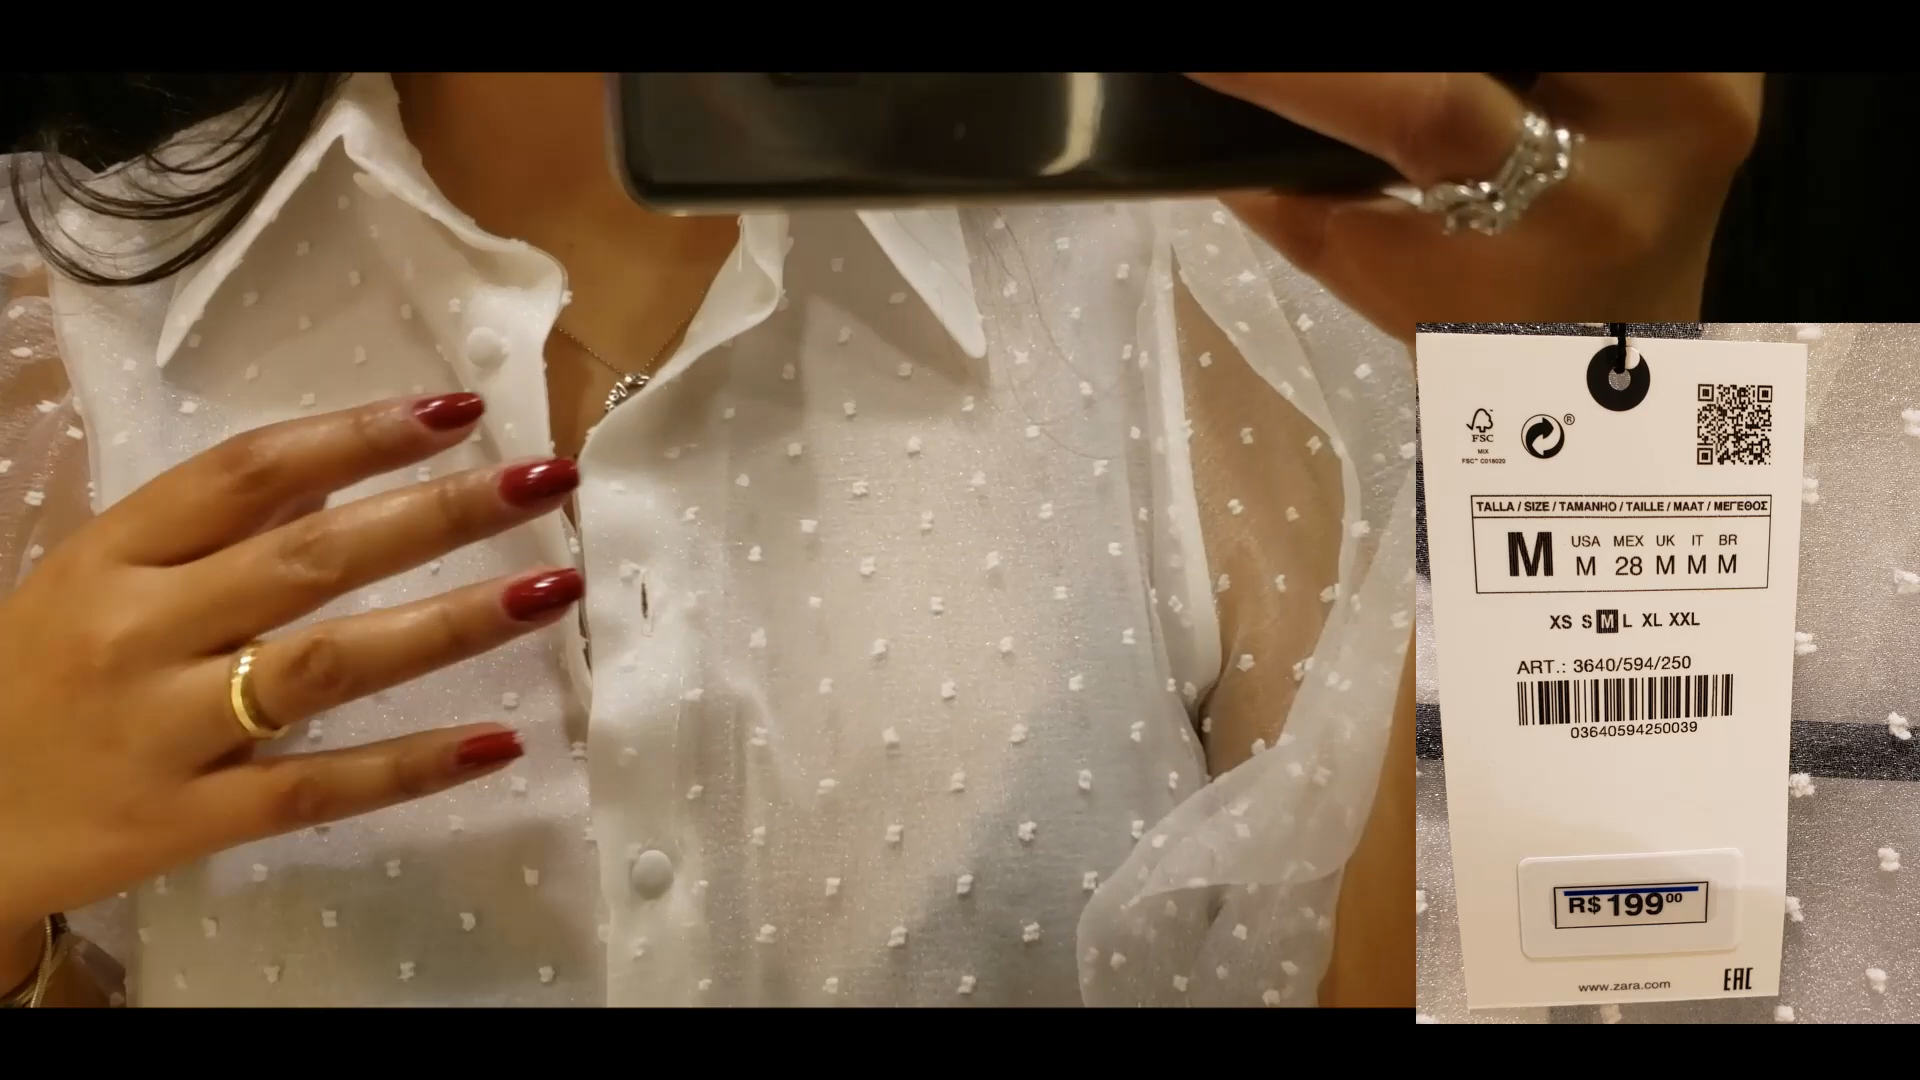 ®
FSC
MIX
FSC™ C018020
TALLA / SIZE / TAMANHO / TAILLE / MAAT / ΜΕΓΕΘΟΣ
M
USA MEX UK IT BR
M 28 M M M
XS S M L XL XXL
ART.: 3640/594/250
03640594250039
R$ 199⁰⁰
www.zara.com
EAC